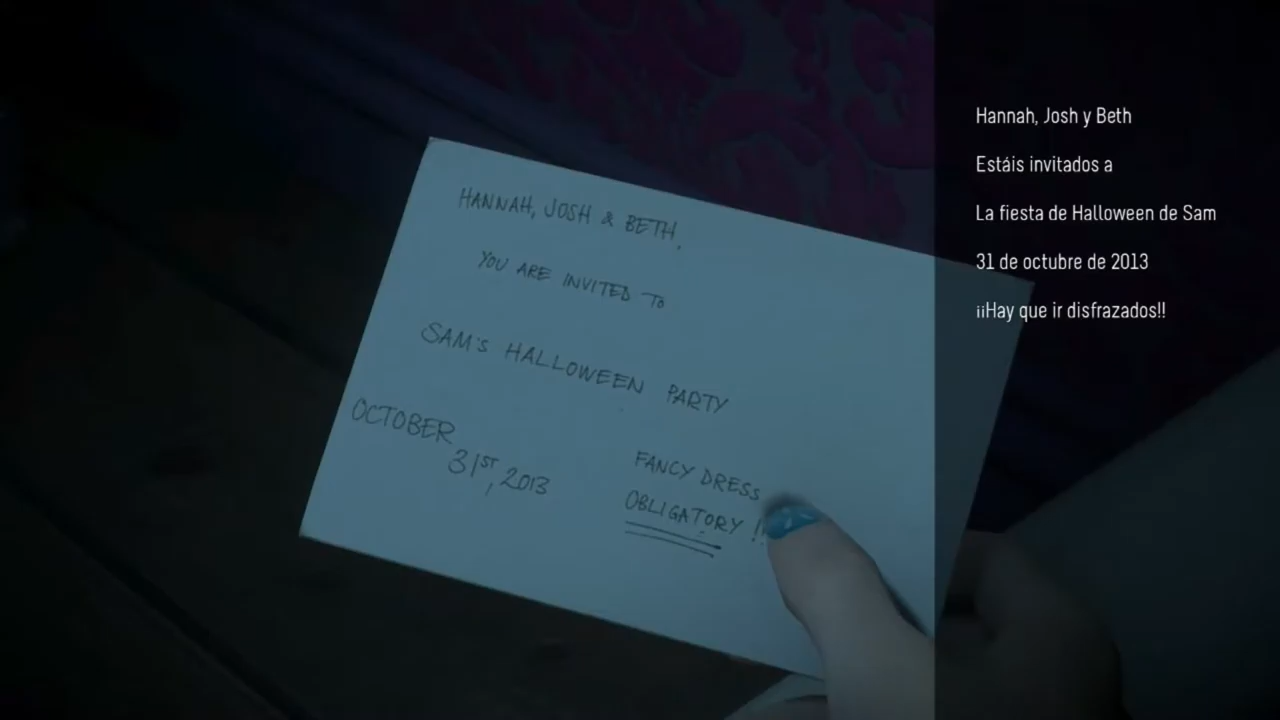 HANNAH, JOSH & BETH,
YOU ARE INVITED TO
SAM'S HALLOWEEN PARTY
OCTOBER
31ST, 2013
FANCY DRESS
OBLIGATORY !!
Hannah, Josh y Beth
Estáis invitados a
La fiesta de Halloween de Sam
31 de octubre de 2013
¡¡Hay que ir disfrazados!!